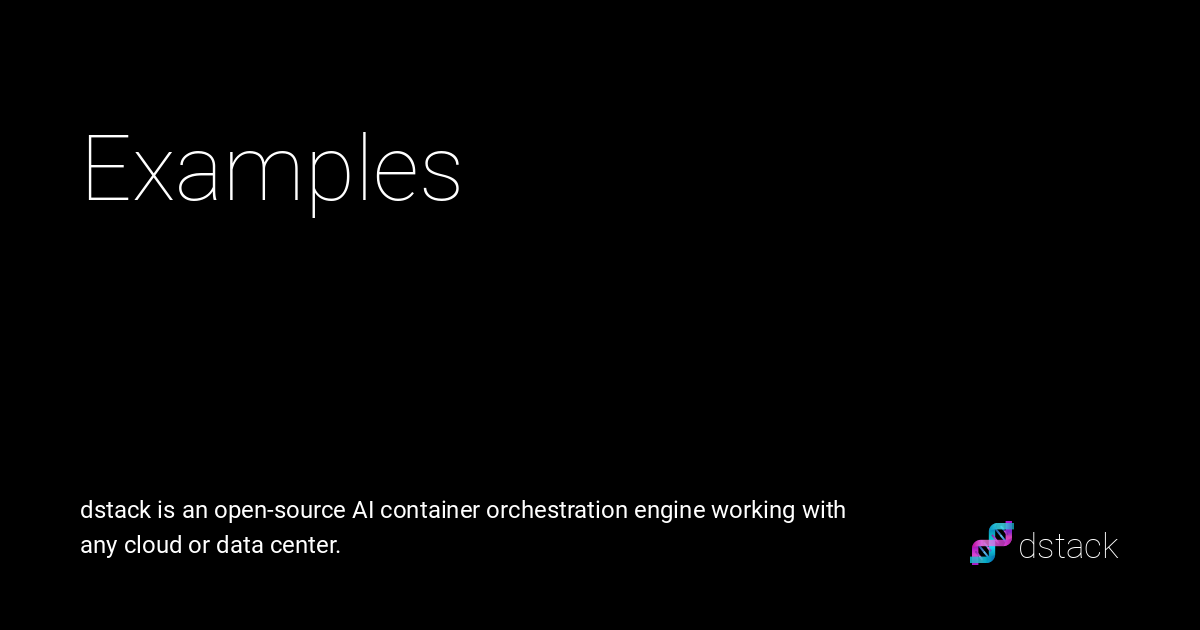 Examples
dstack is an open-source AI container orchestration engine working with
any cloud or data center.
dstack